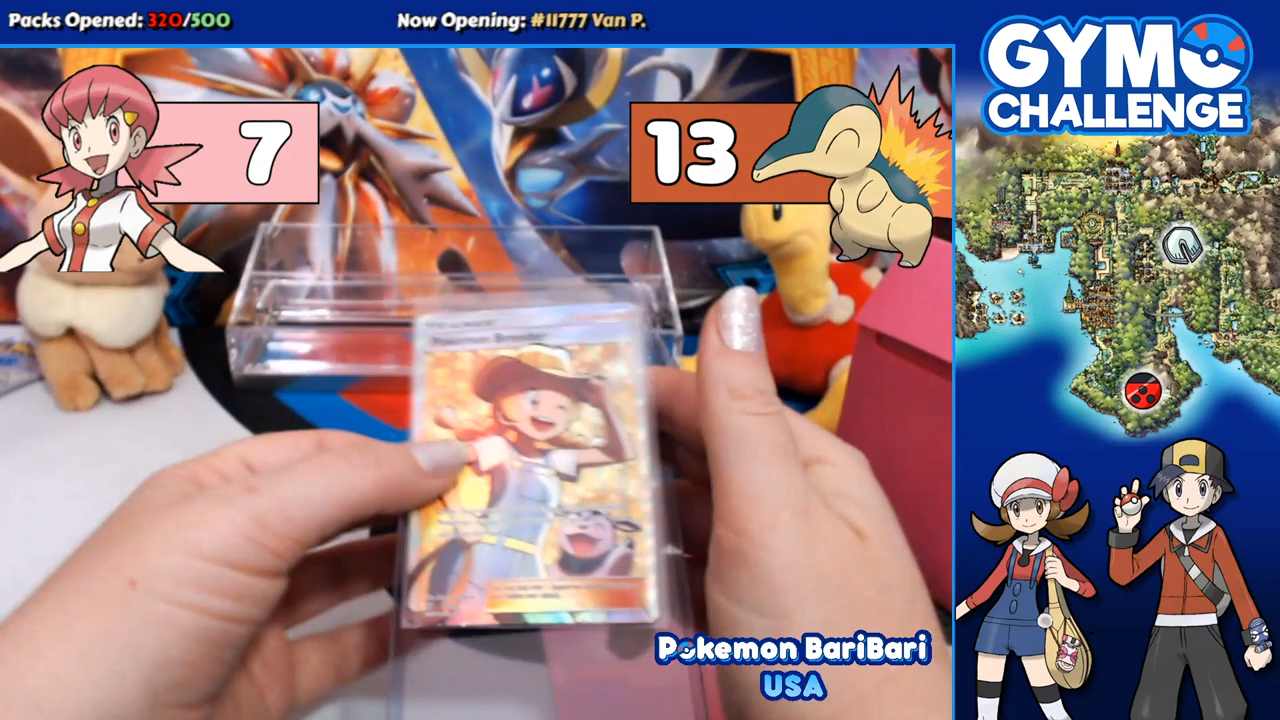 Packs Opened: 320/500
Now Opening: #11777 Van P.
GYM
CHALLENGE
7
13
Pokemon BariBari
USA